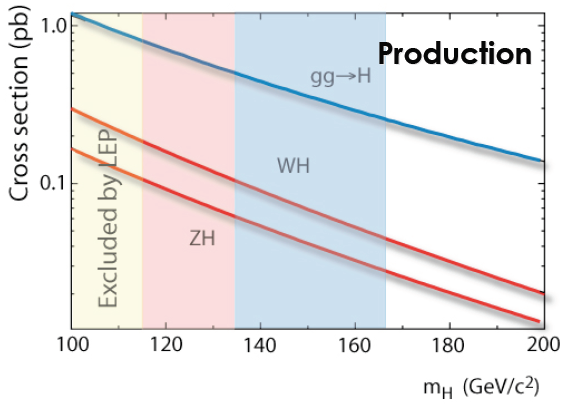 Production
Cross section (pb)
1.0
0.1
gg→H
WH
ZH
Excluded by LEP
100
120
140
160
180
200
m_H (GeV/c²)